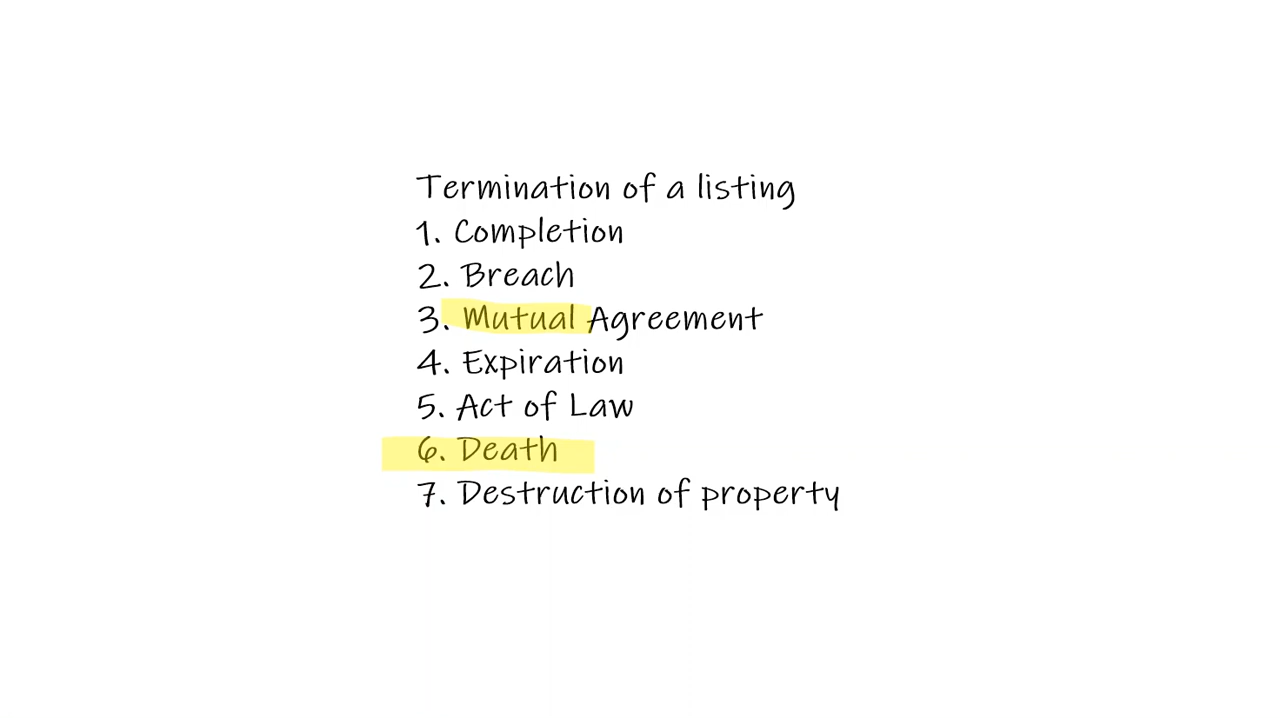 Termination of a listing
1. Completion
2. Breach
3. Mutual Agreement
4. Expiration
5. Act of Law
6. Death
7. Destruction of property